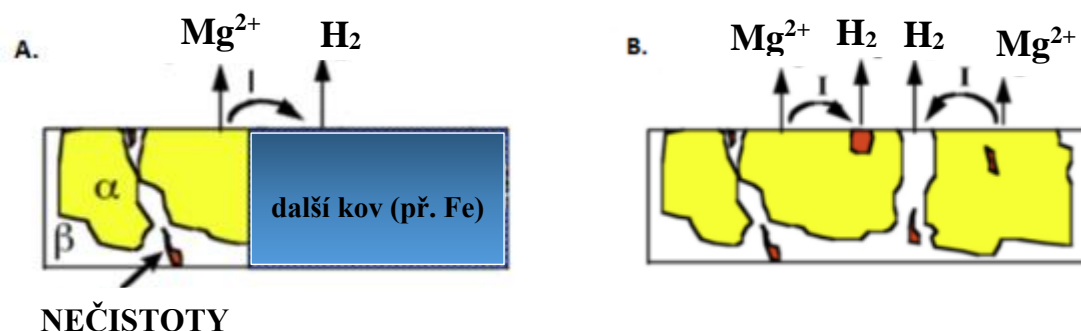 A.
Mg²⁺ H₂
I
α
β
další kov (př. Fe)
NEČISTOTY
B.
Mg²⁺ H₂ H₂ Mg²⁺
I I